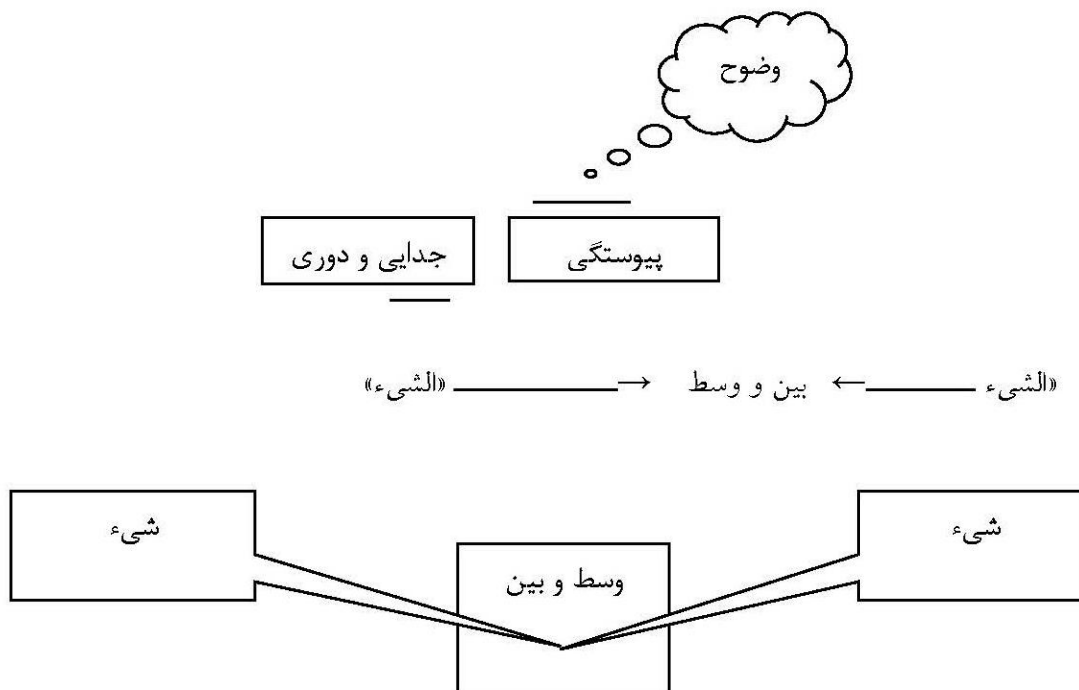 وضوح
پیوستگی
جدایی و دوری
«الشیء ——— بین و وسط ——— «الشیء»
شیء
شیء
وسط و بین